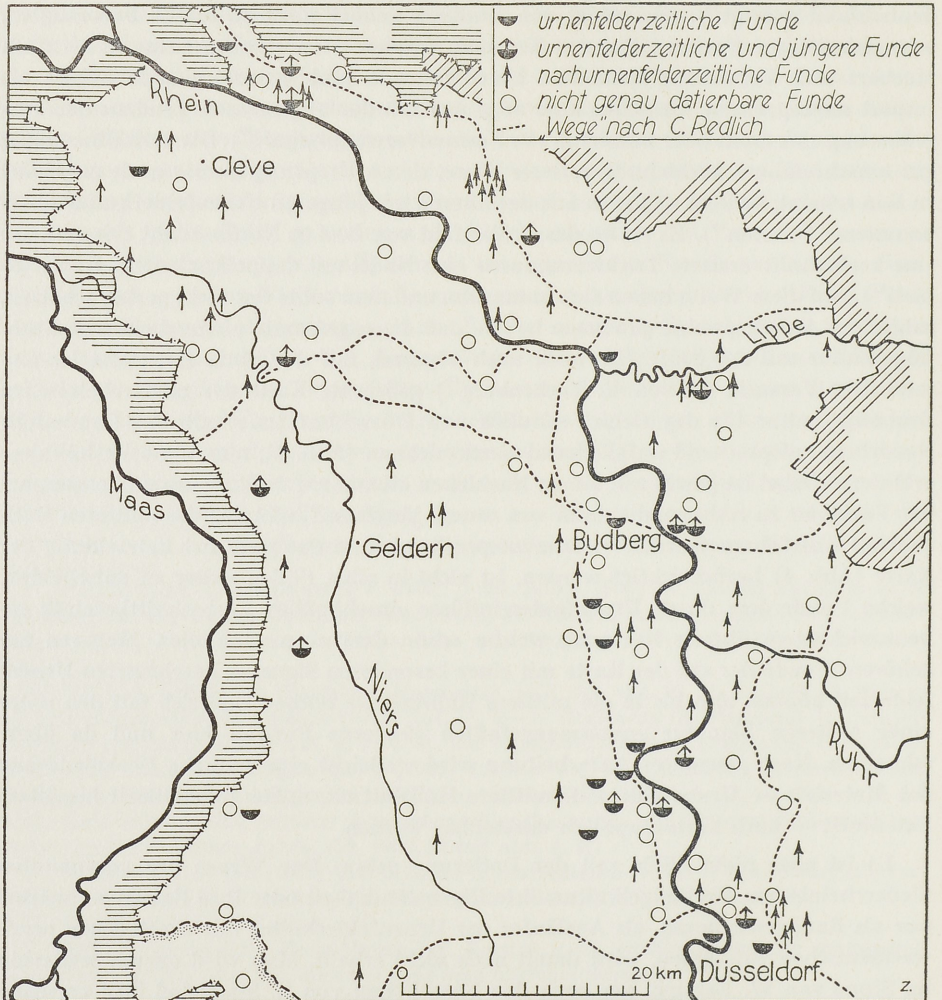 urnenfelderzeitliche Funde
urnenfelderzeitliche und jüngere Funde
nachurnenfelderzeitliche Funde
nicht genau datierbare Funde
„Wege" nach C. Redlich
Rhein
Cleve
Lippe
Maas
Geldern
Budberg
Niers
Ruhr
20 km
Düsseldorf
Z.